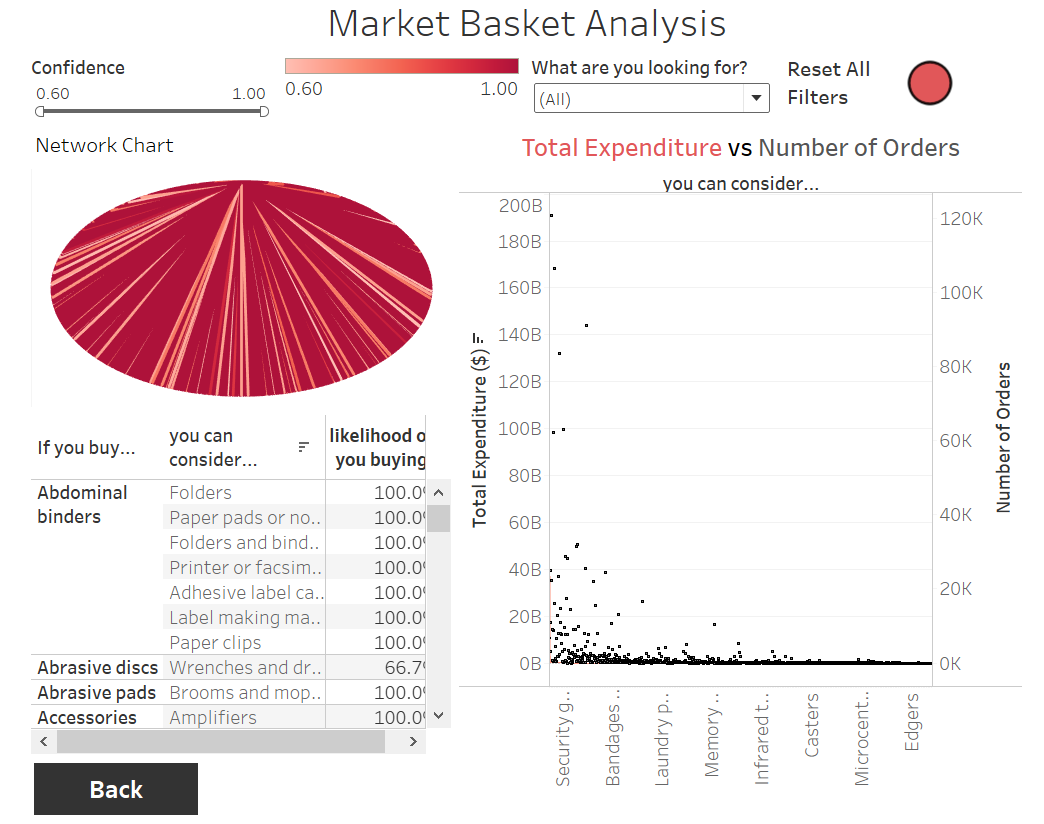 Market Basket Analysis
Confidence
0.60 1.00
0.60 1.00
What are you looking for?
(All)
Reset All
Filters
Network Chart
Total Expenditure vs Number of Orders
you can consider...
200B
180B
160B
140B
120B
100B
80B
60B
40B
20B
0B
Total Expenditure ($)
120K
100K
80K
60K
40K
20K
0K
Number of Orders
Security g..
Bandages..
Laundry p..
Memory ..
Infrared t..
Casters
Microcent..
Edgers
If you buy...
you can
consider...
likelihood o
you buying
Abdominal
binders
Folders 100.0%
Paper pads or no.. 100.0%
Folders and bind.. 100.0%
Printer or facsim.. 100.0%
Adhesive label ca.. 100.0%
Label making ma.. 100.0%
Paper clips 100.0%
Abrasive discs Wrenches and dr.. 66.7%
Abrasive pads Brooms and mop.. 100.0%
Accessories Amplifiers 100.0%
Back